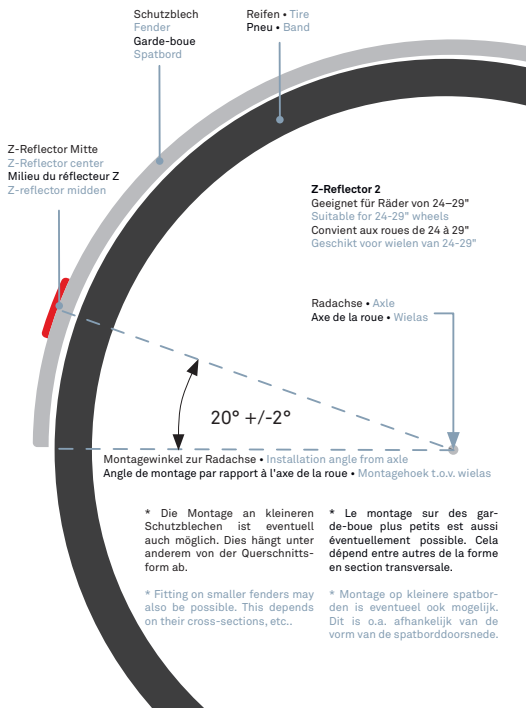 Schutzblech
Fender
Garde-boue
Spatbord
Reifen • Tire
Pneu • Band
Z-Reflector Mitte
Z-Reflector center
Milieu du réflecteur Z
Z-reflector midden
Z-Reflector 2
Geeignet für Räder von 24–29"
Suitable for 24-29" wheels
Convient aux roues de 24 à 29"
Geschikt voor wielen van 24-29"
Radachse • Axle
Axe de la roue • Wielas
20° +/-2°
Montagewinkel zur Radachse • Installation angle from axle
Angle de montage par rapport à l'axe de la roue • Montagehoek t.o.v. wielas
* Die Montage an kleineren
Schutzblechen ist eventuell
auch möglich. Dies hängt unter
anderem von der Querschnitts-
form ab.
* Fitting on smaller fenders may
also be possible. This depends
on their cross-sections, etc..
* Le montage sur des gar-
de-boue plus petits est aussi
éventuellement possible. Cela
dépend entre autres de la forme
en section transversale.
* Montage op kleinere spatbor-
den is eventueel ook mogelijk.
Dit is o.a. afhankelijk van de
vorm van de spatborddoorsnede.